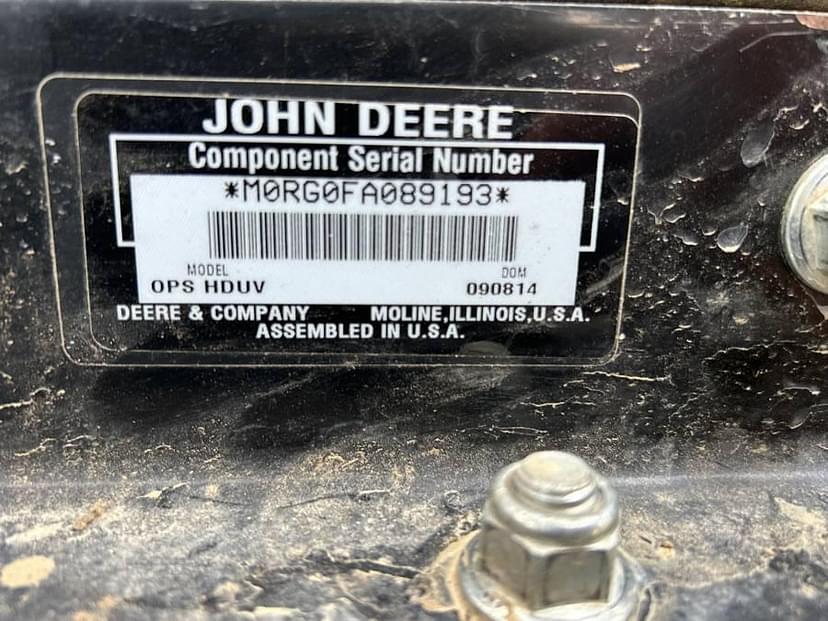 JOHN DEERE
Component Serial Number
*M0RG0FA089193*
MODEL DOM
OPS HDUV 090814
DEERE & COMPANY MOLINE,ILLINOIS,U.S.A.
ASSEMBLED IN U.S.A.